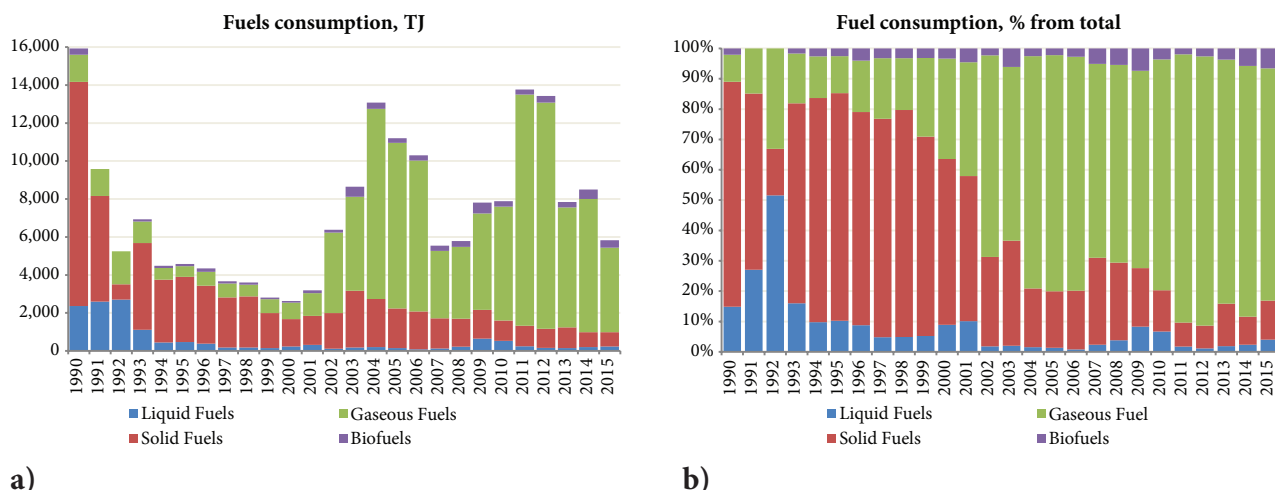 Fuels consumption, TJ
16,000
14,000
12,000
10,000
8,000
6,000
4,000
2,000
0
1990 1991 1992 1993 1994 1995 1996 1997 1998 1999 2000 2001 2002 2003 2004 2005 2006 2007 2008 2009 2010 2011 2012 2013 2014 2015
Liquid Fuels Gaseous Fuels
Solid Fuels Biofuels
a)
Fuel consumption, % from total
100%
90%
80%
70%
60%
50%
40%
30%
20%
10%
0%
1990 1991 1992 1993 1994 1995 1996 1997 1998 1999 2000 2001 2002 2003 2004 2005 2006 2007 2008 2009 2010 2011 2012 2013 2014 2015
Liquid Fuels Gaseous Fuel
Solid Fuels Biofuels
b)